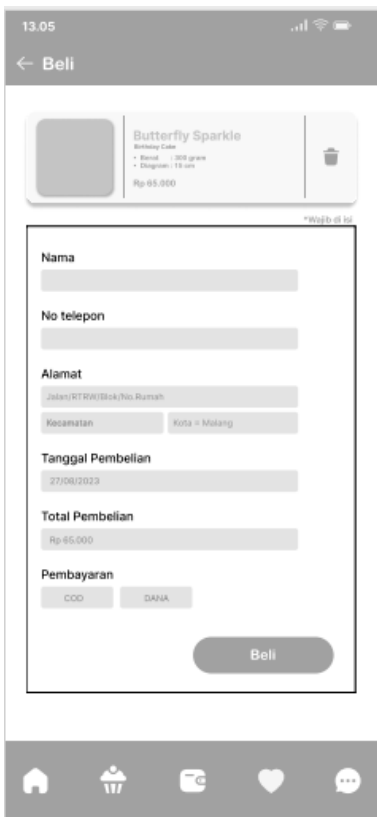 13.05
Beli
Butterfly Sparkle
Birthday Cake
• Berat : 300 gram
• Diagram : 15 cm
Rp 65.000
*Wajib di isi
Nama
No telepon
Alamat
Jalan/RTRW/Blok/No.Rumah
Kecamatan Kota = Malang
Tanggal Pembelian
27/08/2023
Total Pembelian
Rp 65.000
Pembayaran
COD DANA
Beli